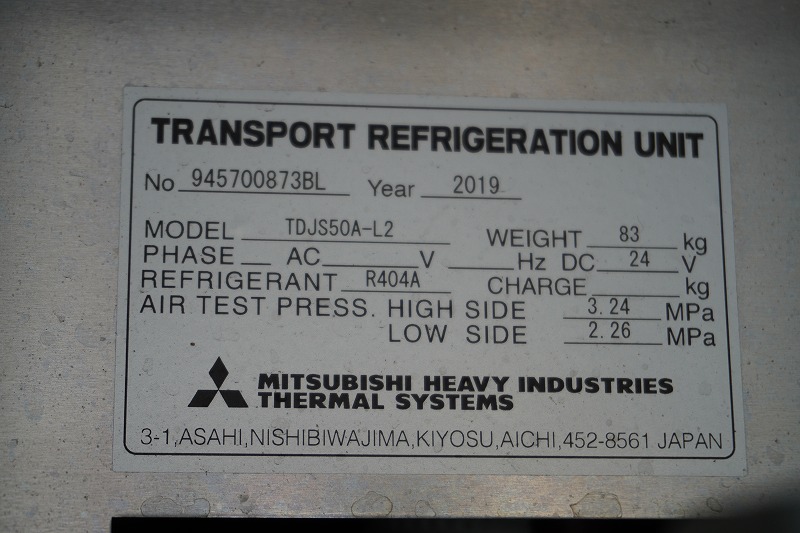 TRANSPORT REFRIGERATION UNIT
No 945700873BL Year 2019
MODEL TDJS50A-L2 WEIGHT 83 kg
PHASE AC V Hz DC 24 V
REFRIGERANT R404A CHARGE kg
AIR TEST PRESS. HIGH SIDE 3.24 MPa
LOW SIDE 2.26 MPa
MITSUBISHI HEAVY INDUSTRIES
THERMAL SYSTEMS
3-1,ASAHI,NISHIBIWAJIMA,KIYOSU,AICHI,452-8561 JAPAN